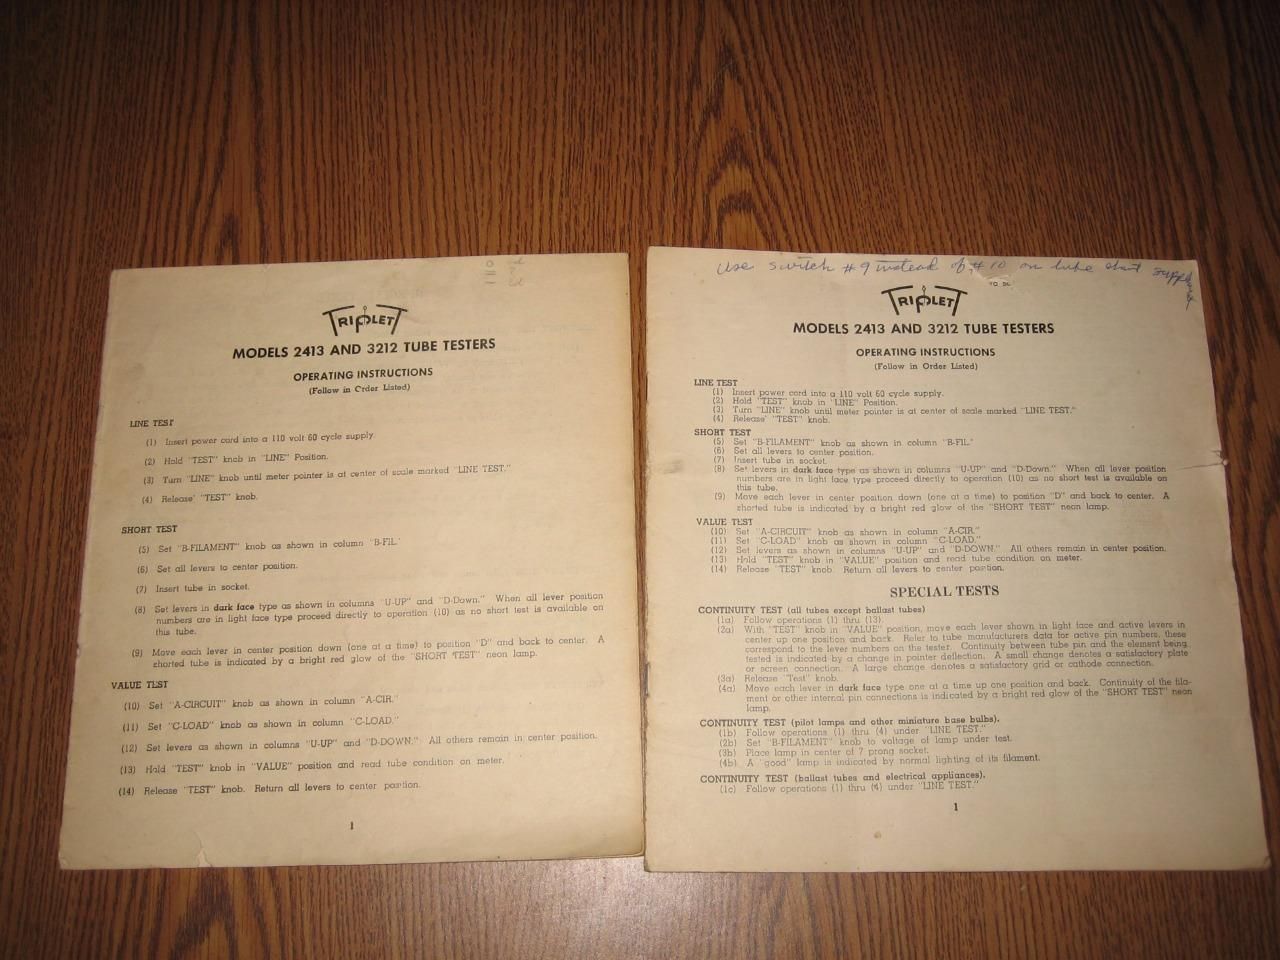 TRIPLETT
MODELS 2413 AND 3212 TUBE TESTERS
OPERATING INSTRUCTIONS
(Follow in Order Listed)
LINE TEST
(1) Insert power cord into a 110 volt 60 cycle supply.
(2) Hold "TEST" knob in "LINE" Position.
(3) Turn "LINE" knob until meter pointer is at center of scale marked "LINE TEST."
(4) Release "TEST" knob.
SHORT TEST
(5) Set "B-FILAMENT" knob as shown in column "B-FIL."
(6) Set all levers to center position.
(7) Insert tube in socket.
(8) Set levers in dark face type as shown in columns "U-UP" and "D-Down." When all lever position
numbers are in light face type proceed directly to operation (10) as no short test is available on
this tube.
(9) Move each lever in center position down (one at a time) to position "D" and back to center. A
shorted tube is indicated by a bright red glow of the "SHORT TEST" neon lamp.
VALUE TEST
(10) Set "A-CIRCUIT" knob as shown in column "A-CIR."
(11) Set "C-LOAD" knob as shown in column "C-LOAD."
(12) Set levers as shown in columns "U-UP" and "D-DOWN." All others remain in center position.
(13) Hold "TEST" knob in "VALUE" position and read tube condition on meter.
(14) Release "TEST" knob. Return all levers to center position.
1
Use switch #9 instead of #10 on tube chart
TRIPLETT
MODELS 2413 AND 3212 TUBE TESTERS
OPERATING INSTRUCTIONS
(Follow in Order Listed)
LINE TEST
(1) Insert power cord into a 110 volt 60 cycle supply.
(2) Hold "TEST" knob in "LINE" Position.
(3) Turn "LINE" knob until meter pointer is at center of scale marked "LINE TEST."
(4) Release "TEST" knob.
SHORT TEST
(5) Set "B-FILAMENT" knob as shown in column "B-FIL."
(6) Set all levers to center position.
(7) Insert tube in socket.
(8) Set levers in dark face type as shown in columns "U-UP" and "D-Down." When all lever position
numbers are in light face type proceed directly to operation (10) as no short test is available on
this tube.
(9) Move each lever in center position down (one at a time) to position "D" and back to center. A
shorted tube is indicated by a bright red glow of the "SHORT TEST" neon lamp.
VALUE TEST
(10) Set "A-CIRCUIT" knob as shown in column "A-CIR."
(11) Set "C-LOAD" knob as shown in column "C-LOAD."
(12) Set levers as shown in columns "U-UP" and "D-DOWN." All others remain in center position.
(13) Hold "TEST" knob in "VALUE" position and read tube condition on meter.
(14) Release "TEST" knob. Return all levers to center position.
SPECIAL TESTS
CONTINUITY TEST (all tubes except ballast tubes)
(1a) Follow operations (1) thru (13).
(2a) With "TEST" knob in "VALUE" position, move each lever shown in light face and active levers in
center up one position and back. Refer to tube manufacturers data for active pin numbers, these
correspond to the lever numbers on the tester. Continuity between tube pin and the element being
tested is indicated by a change in pointer deflection. A small change denotes a satisfactory plate
or screen connection. A large change denotes a satisfactory grid or cathode connection.
(3a) Release "Test" knob.
(4a) Move each lever in dark face type one at a time up one position and back. Continuity of the fila-
ment or other internal pin connections is indicated by a bright red glow of the "SHORT TEST" neon
lamp.
CONTINUITY TEST (pilot lamps and other miniature base bulbs).
(1b) Follow operations (1) thru (4) under "LINE TEST."
(2b) Set "B-FILAMENT" knob to voltage of lamp under test.
(3b) Place lamp in center of 7 prong socket.
(4b) A "good" lamp is indicated by normal lighting of its filament.
CONTINUITY TEST (ballast tubes and electrical appliances).
(1c) Follow operations (1) thru (4) under "LINE TEST."
1